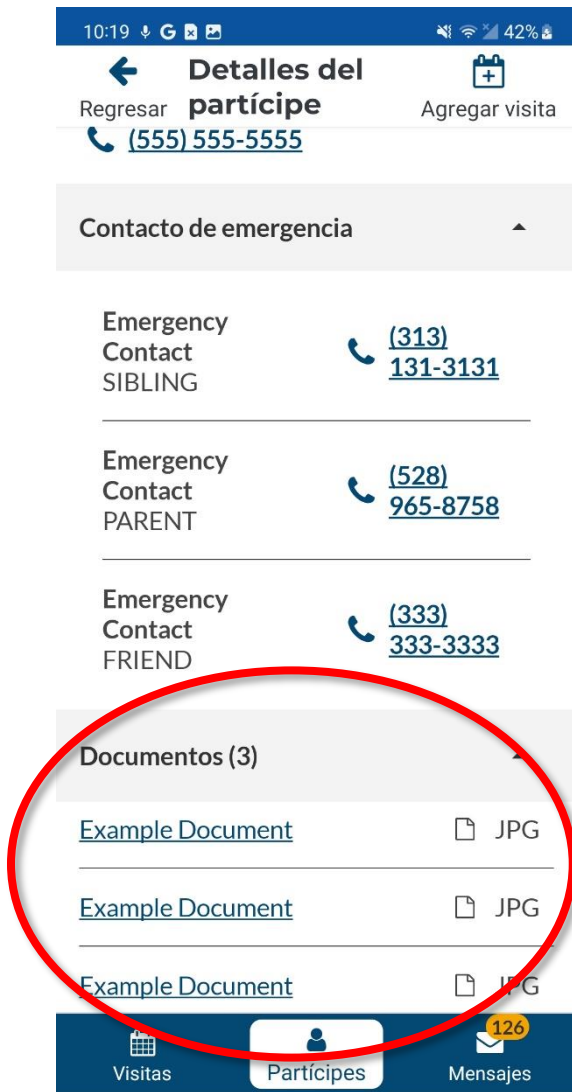 10:19 G 42%
Detalles del
partícipe
Regresar
Agregar visita
(555) 555-5555
Contacto de emergencia
Emergency
Contact
SIBLING
(313)
131-3131
Emergency
Contact
PARENT
(528)
965-8758
Emergency
Contact
FRIEND
(333)
333-3333
Documentos (3)
Example Document JPG
Example Document JPG
Example Document JPG
126
Visitas Partícipes Mensajes